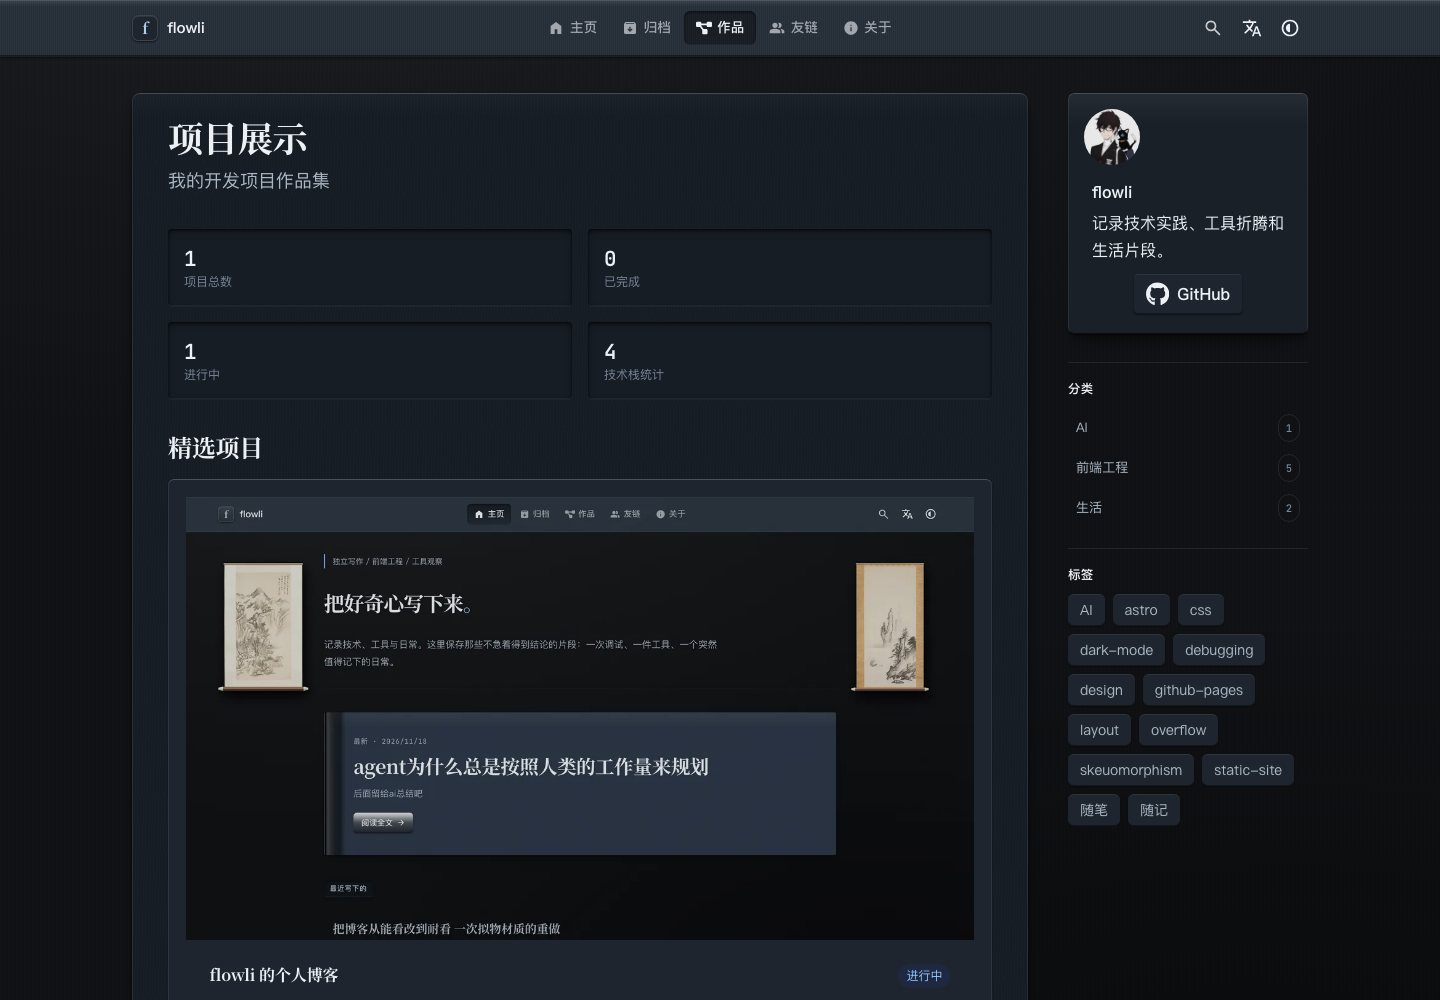 f flowli
主页 归档 作品 友链 关于
项目展示
我的开发项目作品集
1
项目总数
0
已完成
1
进行中
4
技术栈统计
精选项目
f flowli
主页 归档 作品 友链 关于
独立写作 / 前端工程 / 工具观察
把好奇心写下来。
记录技术、工具与日常。这里保存那些不急着得到结论的片段：一次调试、一件工具、一个突然
值得记下的日常。
最新 · 2026/11/18
agent为什么总是按照人类的工作量来规划
后面留给ai总结吧
阅读全文 →
最近写下的
把博客从能看改到耐看 一次拟物材质的重做
flowli 的个人博客
进行中
flowli
记录技术实践、工具折腾和
生活片段。
GitHub
分类
AI 1
前端工程 5
生活 2
标签
AI astro css
dark-mode debugging
design github-pages
layout overflow
skeuomorphism static-site
随笔 随记